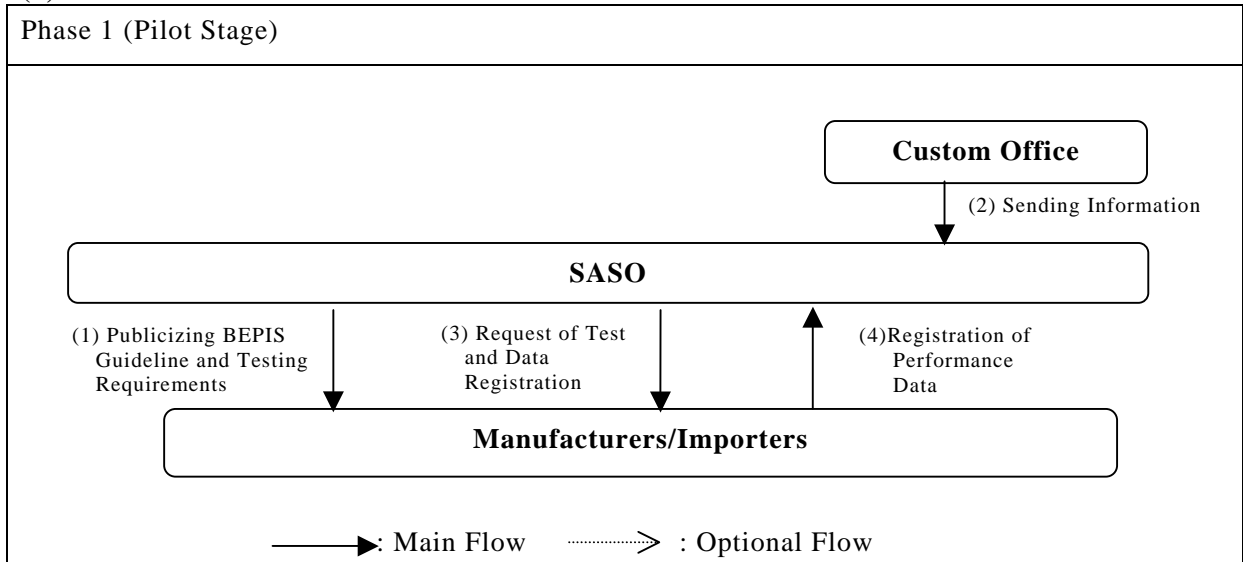 Phase 1 (Pilot Stage)
Custom Office
(2) Sending Information
SASO
(1) Publicizing BEPIS
Guideline and Testing
Requirements
(3) Request of Test
and Data
Registration
(4)Registration of
Performance
Data
Manufacturers/Importers
: Main Flow : Optional Flow